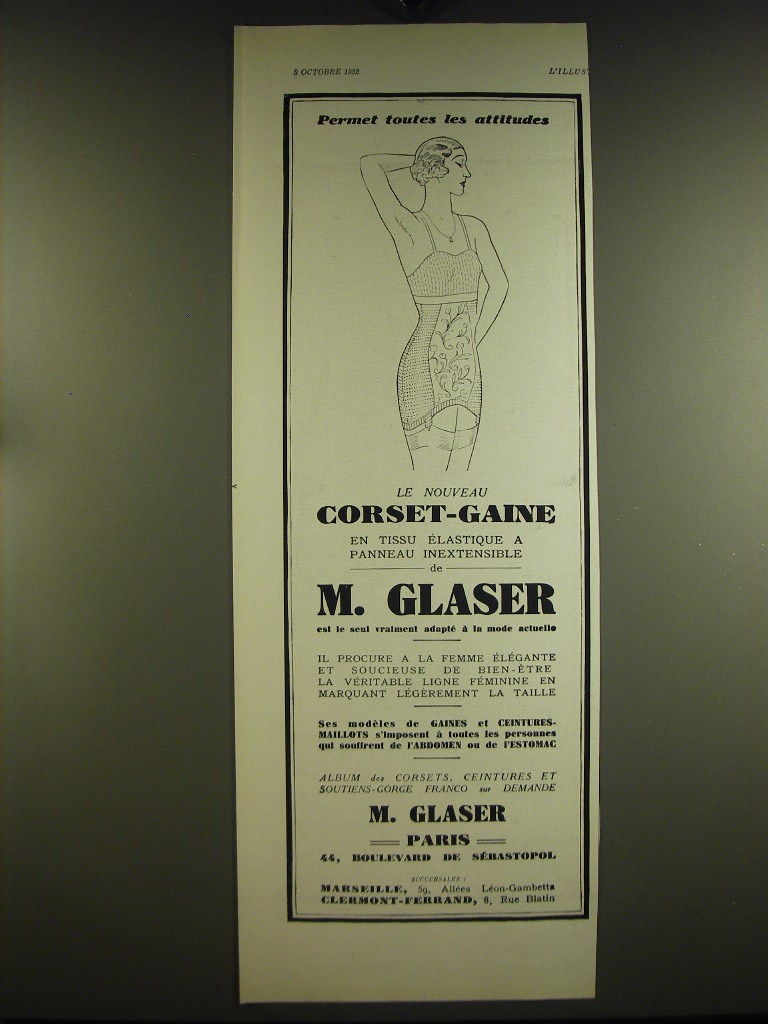 8 OCTOBRE 1932
L'ILLUS
Permet toutes les attitudes
LE NOUVEAU
CORSET-GAINE
EN TISSU ÉLASTIQUE A
PANNEAU INEXTENSIBLE
de
M. GLASER
est le seul vraiment adapté à la mode actuelle
IL PROCURE A LA FEMME ÉLÉGANTE
ET SOUCIEUSE DE BIEN-ÊTRE
LA VÉRITABLE LIGNE FÉMININE EN
MARQUANT LÉGÈREMENT LA TAILLE
Ses modèles de GAINES et CEINTURES-
MAILLOTS s'imposent à toutes les personnes
qui souffrent de l'ABDOMEN ou de l'ESTOMAC
ALBUM des CORSETS, CEINTURES ET
SOUTIENS-GORGE FRANCO sur DEMANDE
M. GLASER
PARIS
44, BOULEVARD DE SÉBASTOPOL
SUCCURSALES :
MARSEILLE, 59, Allées Léon-Gambetta
CLERMONT-FERRAND, 8, Rue Blatin